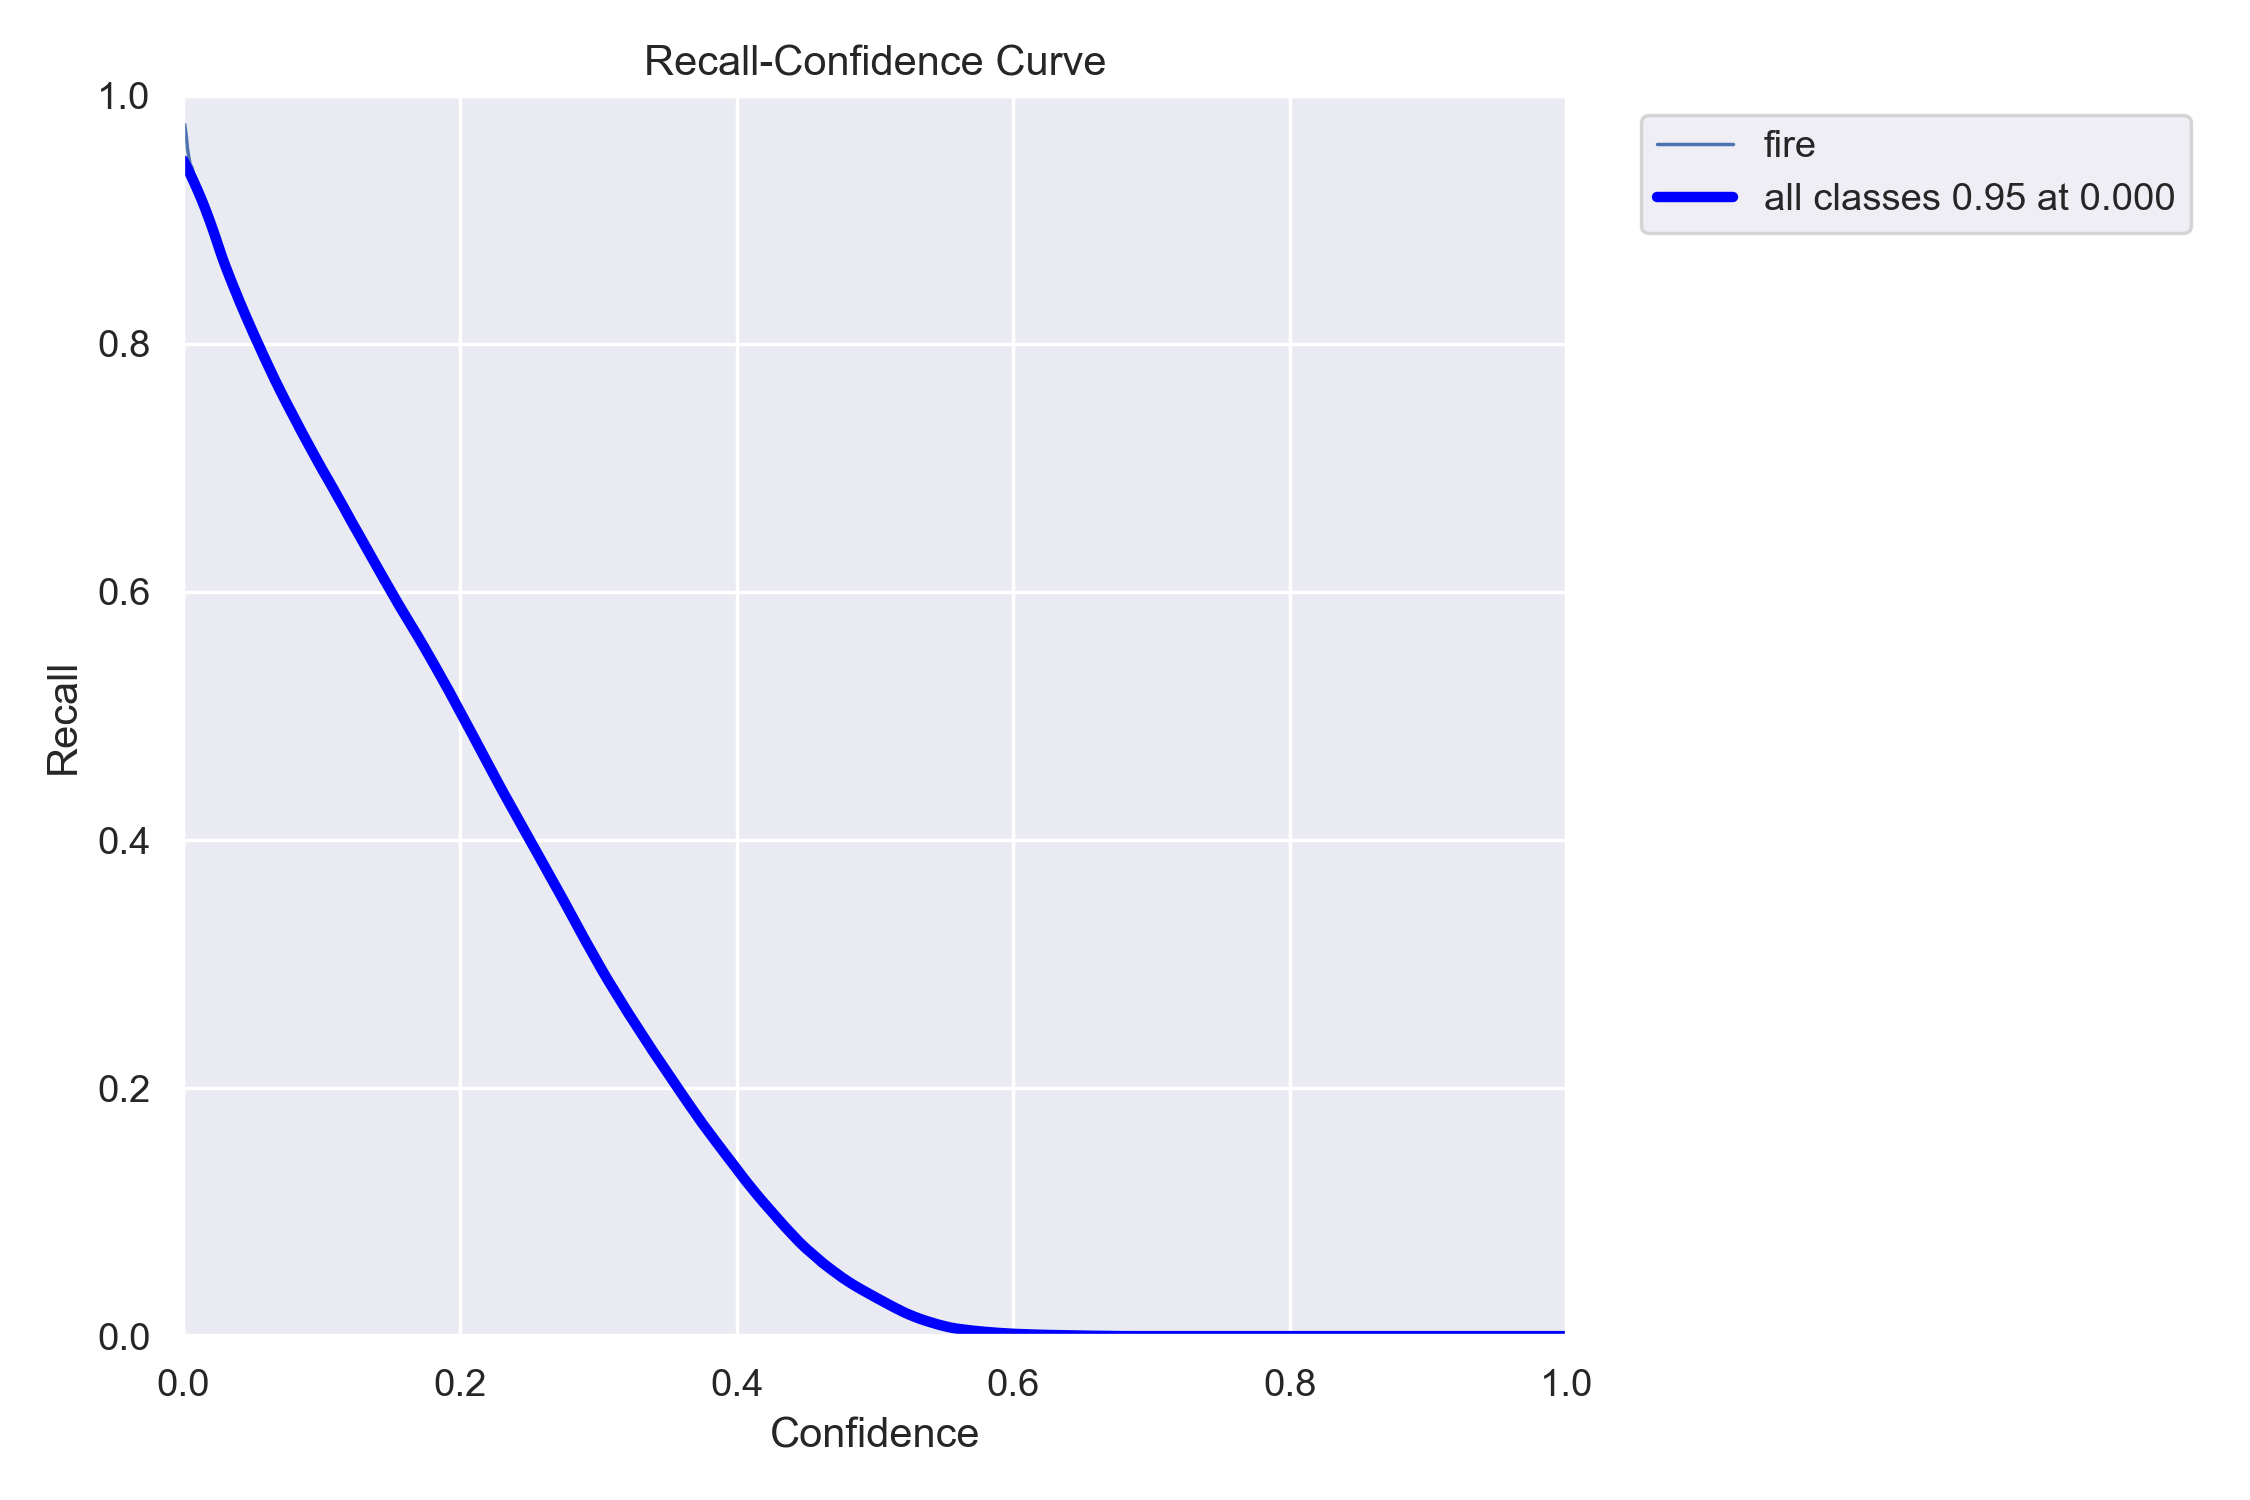 Recall-Confidence Curve
1.0
0.8
0.6
0.4
0.2
0.0
Recall
0.0 0.2 0.4 0.6 0.8 1.0
Confidence
fire
all classes 0.95 at 0.000